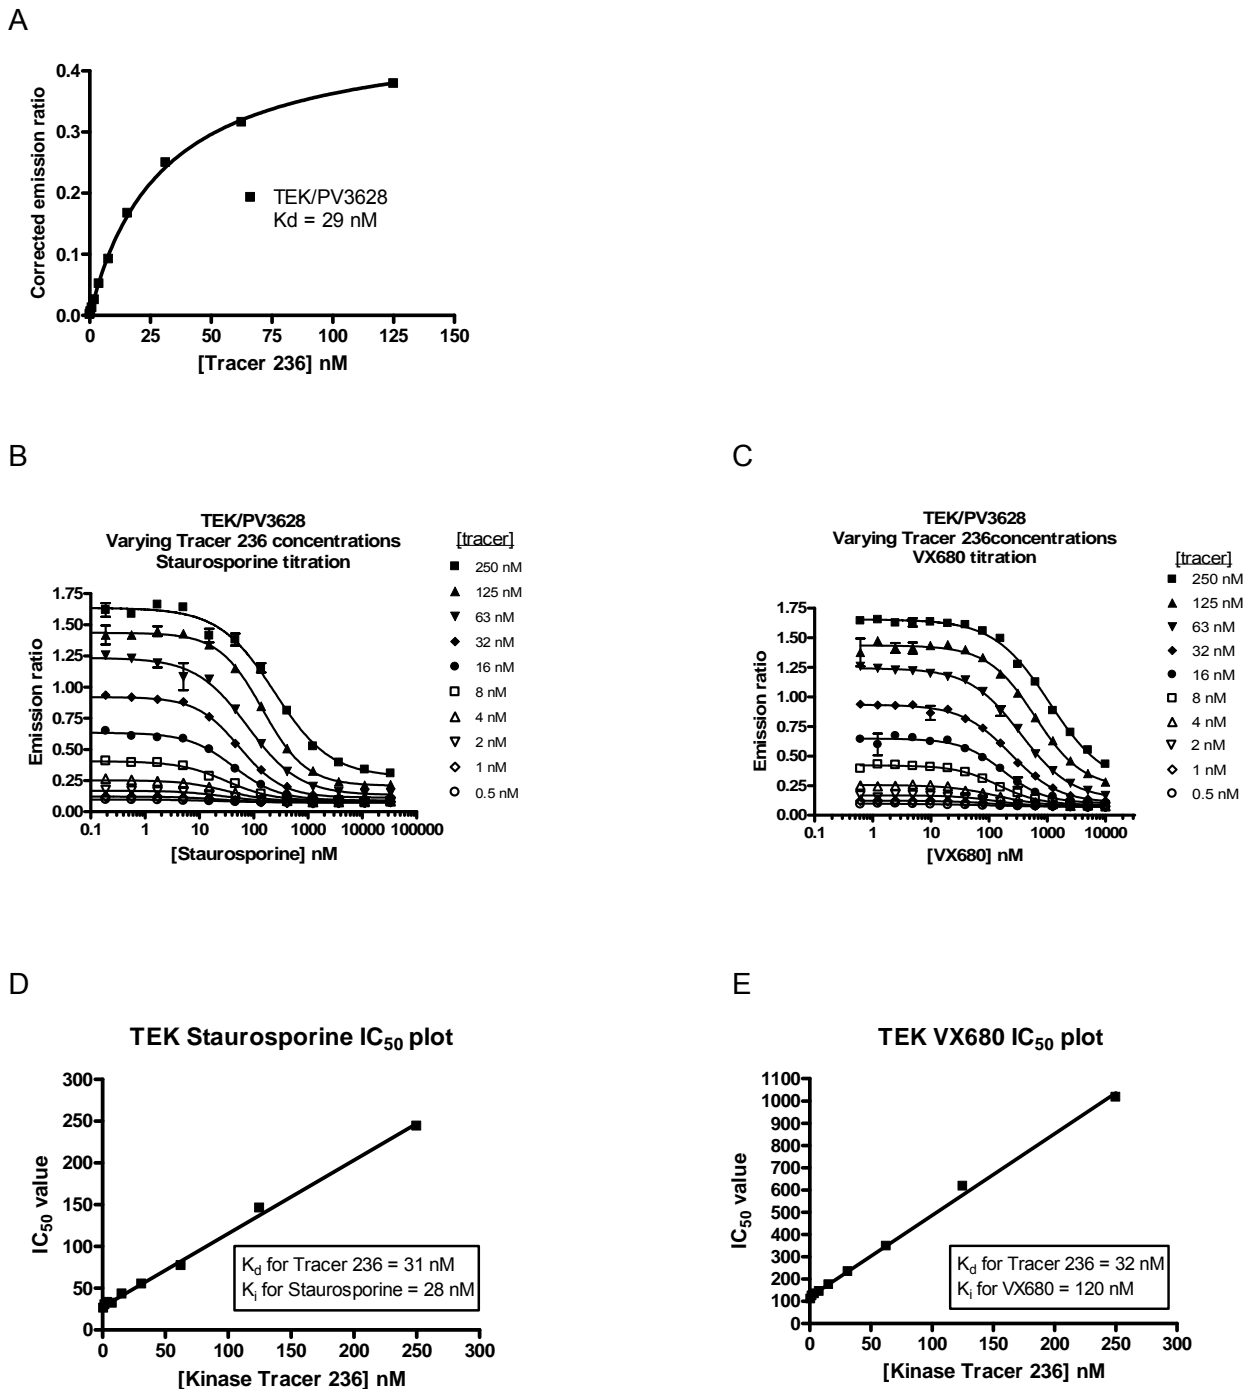 A
0.4
0.3
0.2
0.1
0.0
Corrected emission ratio
TEK/PV3628
Kd = 29 nM
0 25 50 75 100 125 150
[Tracer 236] nM
B
TEK/PV3628
Varying Tracer 236 concentrations
Staurosporine titration
1.75
1.50
1.25
1.00
0.75
0.50
0.25
0.00
Emission ratio
0.1 1 10 100 1000 10000 100000
[Staurosporine] nM
[tracer]
250 nM
125 nM
63 nM
32 nM
16 nM
8 nM
4 nM
2 nM
1 nM
0.5 nM
C
TEK/PV3628
Varying Tracer 236concentrations
VX680 titration
1.75
1.50
1.25
1.00
0.75
0.50
0.25
0.00
Emission ratio
0.1 1 10 100 1000 10000
[VX680] nM
[tracer]
250 nM
125 nM
63 nM
32 nM
16 nM
8 nM
4 nM
2 nM
1 nM
0.5 nM
D
TEK Staurosporine IC50 plot
300
250
200
150
100
50
0
IC50 value
Kd for Tracer 236 = 31 nM
Ki for Staurosporine = 28 nM
0 50 100 150 200 250 300
[Kinase Tracer 236] nM
E
TEK VX680 IC50 plot
1100
1000
900
800
700
600
500
400
300
200
100
0
IC50 value
Kd for Tracer 236 = 32 nM
Ki for VX680 = 120 nM
0 50 100 150 200 250 300
[Kinase Tracer 236] nM